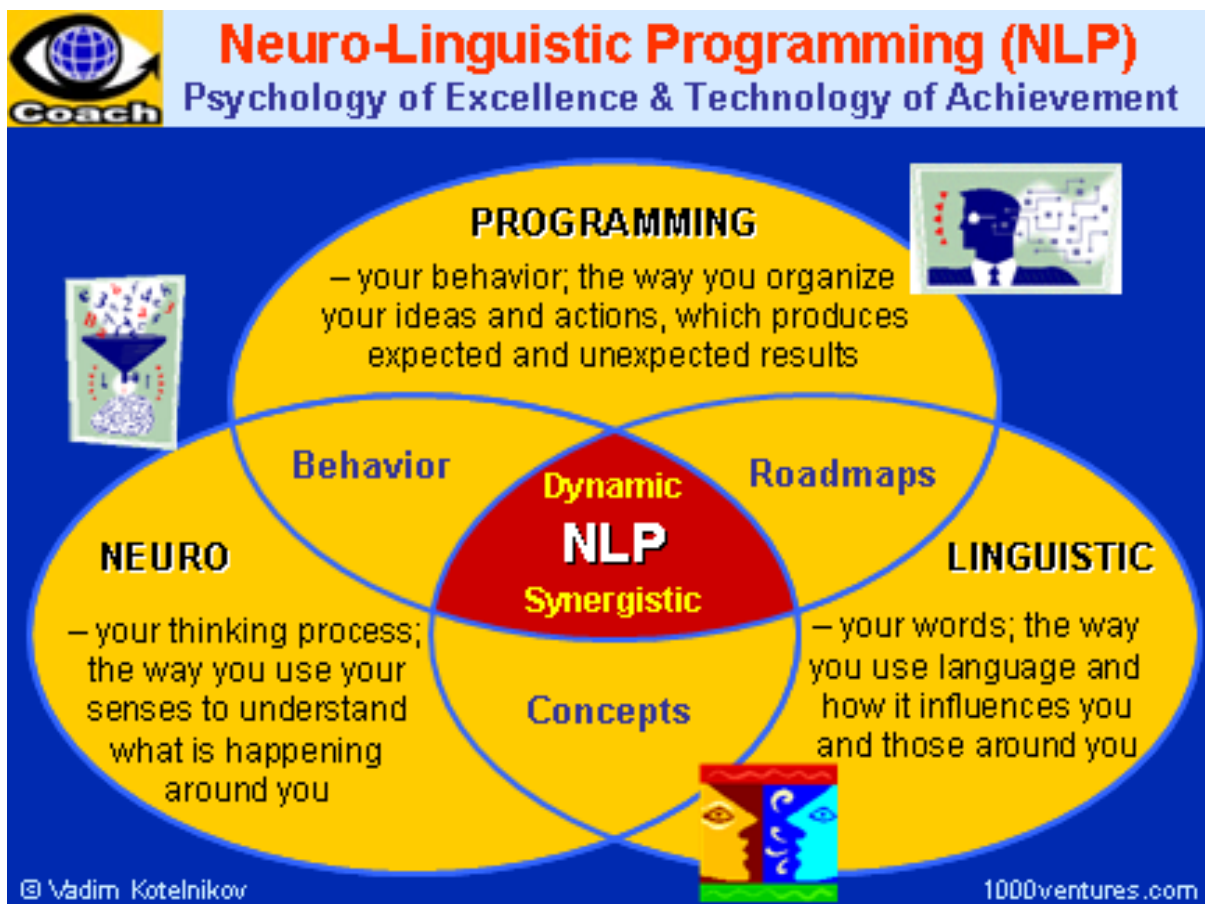 Coach
Neuro-Linguistic Programming (NLP)
Psychology of Excellence & Technology of Achievement
PROGRAMMING
– your behavior; the way you organize
your ideas and actions, which produces
expected and unexpected results
Behavior
Dynamic
NLP
Synergistic
Roadmaps
NEURO
– your thinking process;
the way you use your
senses to understand
what is happening
around you
Concepts
LINGUISTIC
– your words; the way
you use language and
how it influences you
and those around you
© Vadim Kotelnikov
1000ventures.com